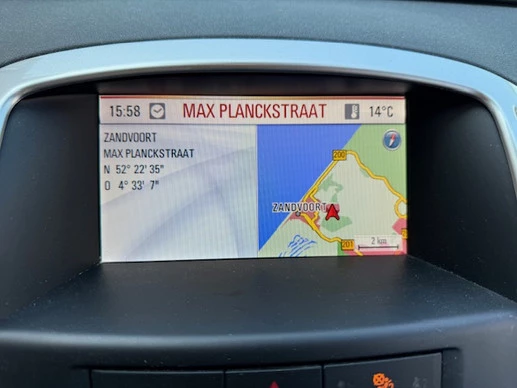 15:58 MAX PLANCKSTRAAT 14°C
ZANDVOORT
MAX PLANCKSTRAAT
N 52° 22' 35"
O 4° 33' 7"
200
ZANDVOORT
201
2 km